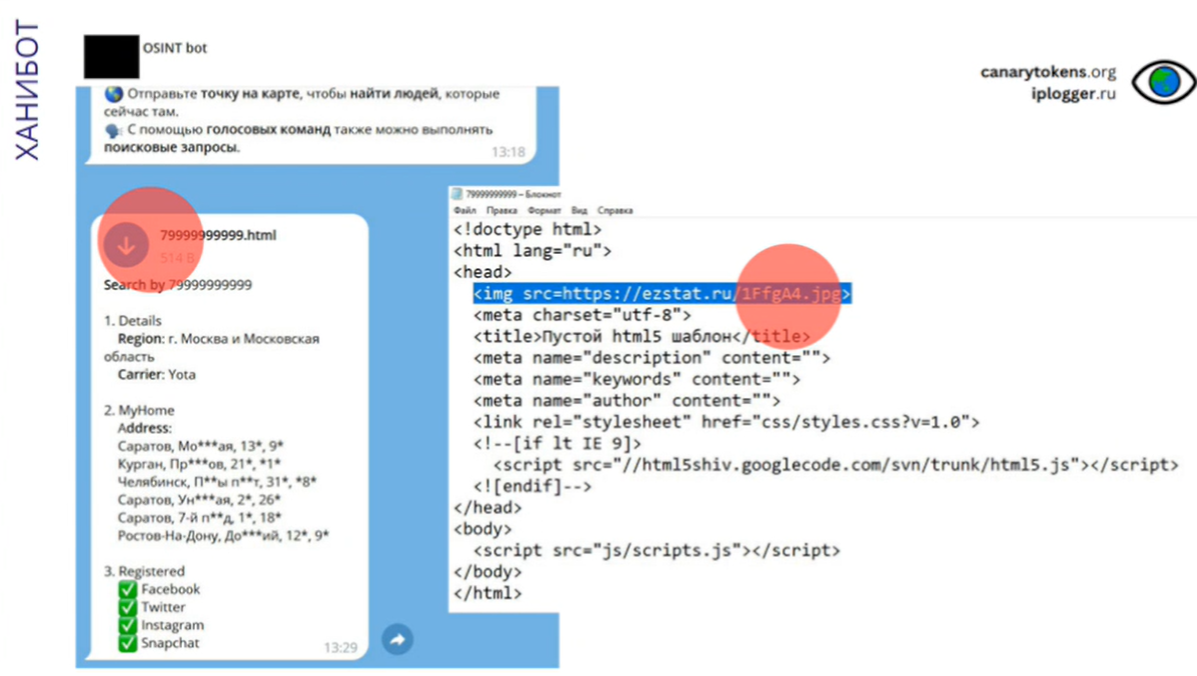 ХАНИБОТ
OSINT bot
canarytokens.org
iplogger.ru
Отправьте точку на карте, чтобы найти людей, которые
сейчас там.
С помощью голосовых команд также можно выполнять
поисковые запросы.
13:18
79999999999.html
514 B
Search by 79999999999
1. Details
Region: г. Москва и Московская
область
Carrier: Yota
2. MyHome
Address:
Саратов, Мо***ая, 13*, 9*
Курган, Пр***ов, 21*, *1*
Челябинск, П**ы п**т, 31*, *8*
Саратов, Ун***ая, 2*, 26*
Саратов, 7-й п**д, 1*, 18*
Ростов-На-Дону, До***ий, 12*, 9*
3. Registered
Facebook
Twitter
Instagram
Snapchat
13:29
79999999999 – Блокнот
Файл Правка Формат Вид Справка
<!doctype html>
<html lang="ru">
<head>
<img src=https://ezstat.ru/1FfgA4.jpg>
<meta charset="utf-8">
<title>Пустой html5 шаблон</title>
<meta name="description" content="">
<meta name="keywords" content="">
<meta name="author" content="">
<link rel="stylesheet" href="css/styles.css?v=1.0">
<!--[if lt IE 9]>
<script src="//html5shiv.googlecode.com/svn/trunk/html5.js"></script>
<![endif]-->
</head>
<body>
<script src="js/scripts.js"></script>
</body>
</html>